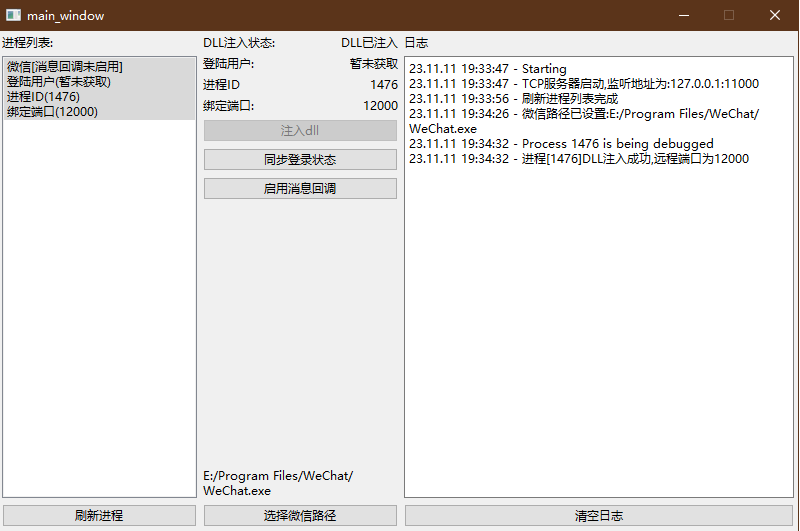 main_window
进程列表:
微信[消息回调未启用]
登陆用户(暂未获取)
进程ID(1476)
绑定端口(12000)
刷新进程
DLL注入状态: DLL已注入
登陆用户: 暂未获取
进程ID 1476
绑定端口: 12000
注入dll
同步登录状态
启用消息回调
E:/Program Files/WeChat/
WeChat.exe
选择微信路径
日志
23.11.11 19:33:47 - Starting
23.11.11 19:33:47 - TCP服务器启动,监听地址为:127.0.0.1:11000
23.11.11 19:33:56 - 刷新进程列表完成
23.11.11 19:34:26 - 微信路径已设置:E:/Program Files/WeChat/
WeChat.exe
23.11.11 19:34:32 - Process 1476 is being debugged
23.11.11 19:34:32 - 进程[1476]DLL注入成功,远程端口为12000
清空日志